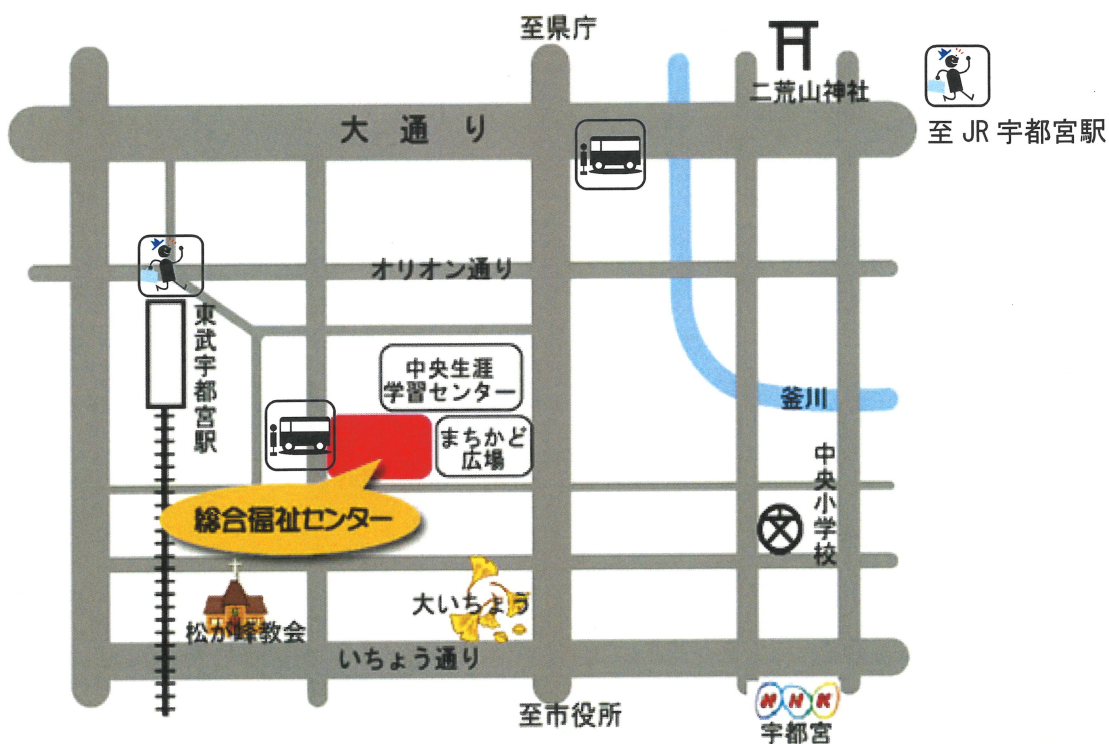 至県庁
二荒山神社
大通り
至JR宇都宮駅
オリオン通り
東武宇都宮駅
中央生涯
学習センター
釜川
まちかど
広場
中央小学校
総合福祉センター
文
大いちょう
松が峰教会
いちょう通り
至市役所
NHK
宇都宮